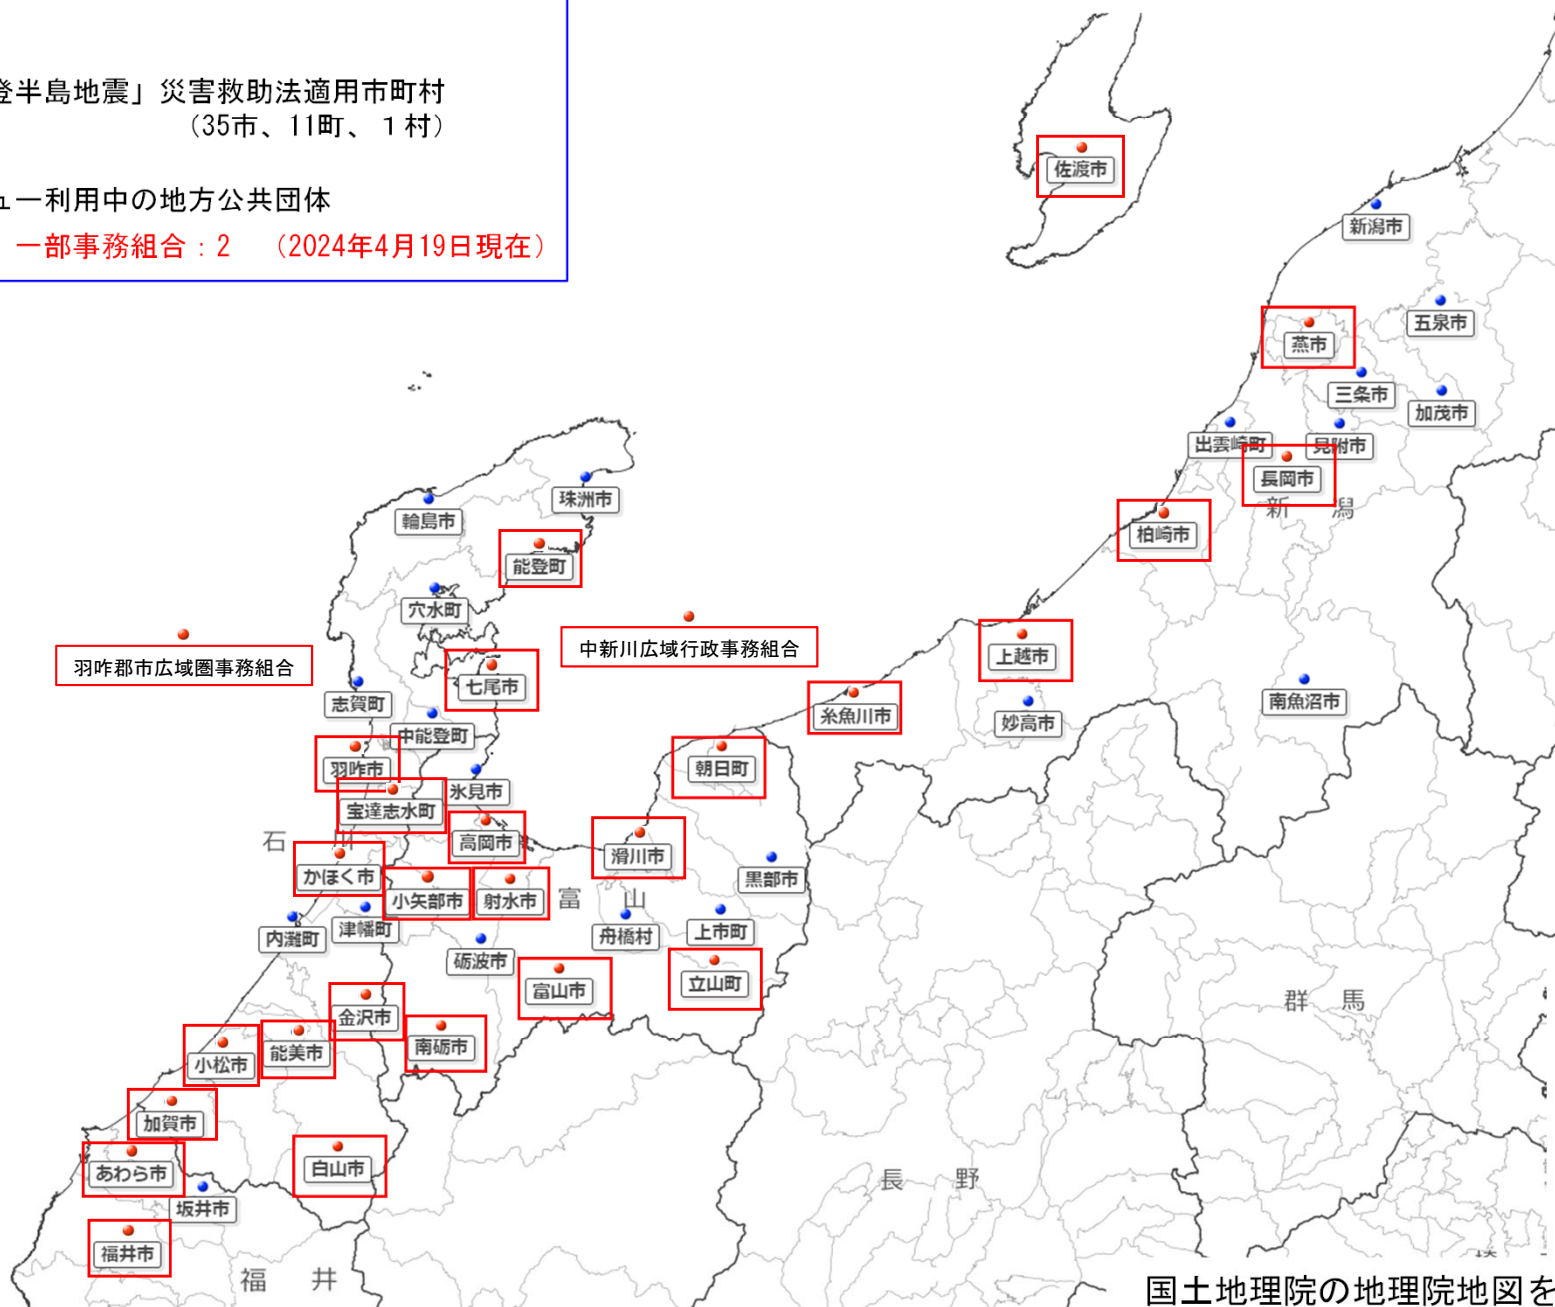 登半島地震」災害救助法適用市町村
（35市、11町、１村）
ュー利用中の地方公共団体
一部事務組合：2　（2024年4月19日現在）
佐渡市
新潟市
五泉市
燕市
三条市
加茂市
出雲崎町
見附市
長岡市
新　潟
柏崎市
珠洲市
輪島市
能登町
穴水町
中新川広域行政事務組合
羽咋郡市広域圏事務組合
上越市
七尾市
志賀町
糸魚川市
妙高市
南魚沼市
中能登町
羽咋市
朝日町
氷見市
宝達志水町
石　川
高岡市
滑川市
かほく市
黒部市
小矢部市
射水市
富　山
内灘町
津幡町
舟橋村
上市町
砺波市
富山市
立山町
群　馬
金沢市
小松市
能美市
南砺市
加賀市
あわら市
白山市
長　野
坂井市
福井市
福　井
国土地理院の地理院地図を